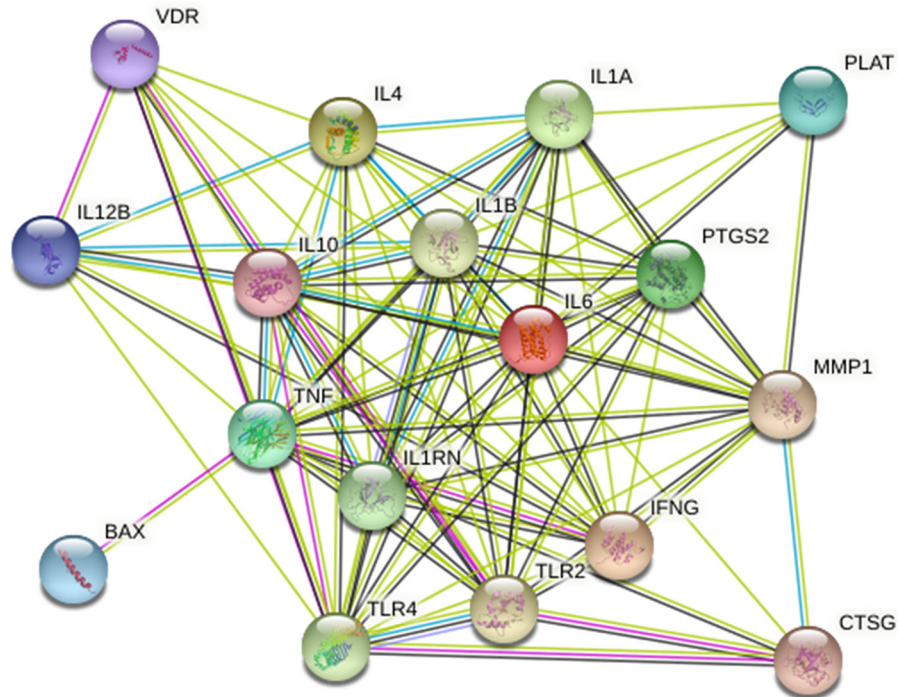 VDR
PLAT
IL4
IL1A
IL12B
IL1B
IL10
PTGS2
IL6
MMP1
TNF
IL1RN
IFNG
BAX
TLR2
TLR4
CTSG